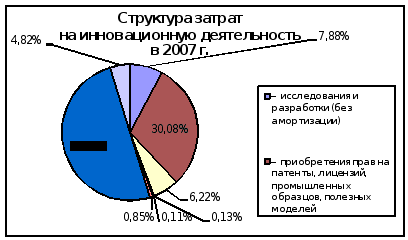 Структура затрат
на инновационную деятельность
в 2007 г.
4,82%
7,88%
30,08%
6,22%
0,85%
0,11%
0,13%
– исследования и
разработки (без
амортизации)
– приобретения прав на
патенты, лицензий,
промышленных
образцов, полезных
моделей